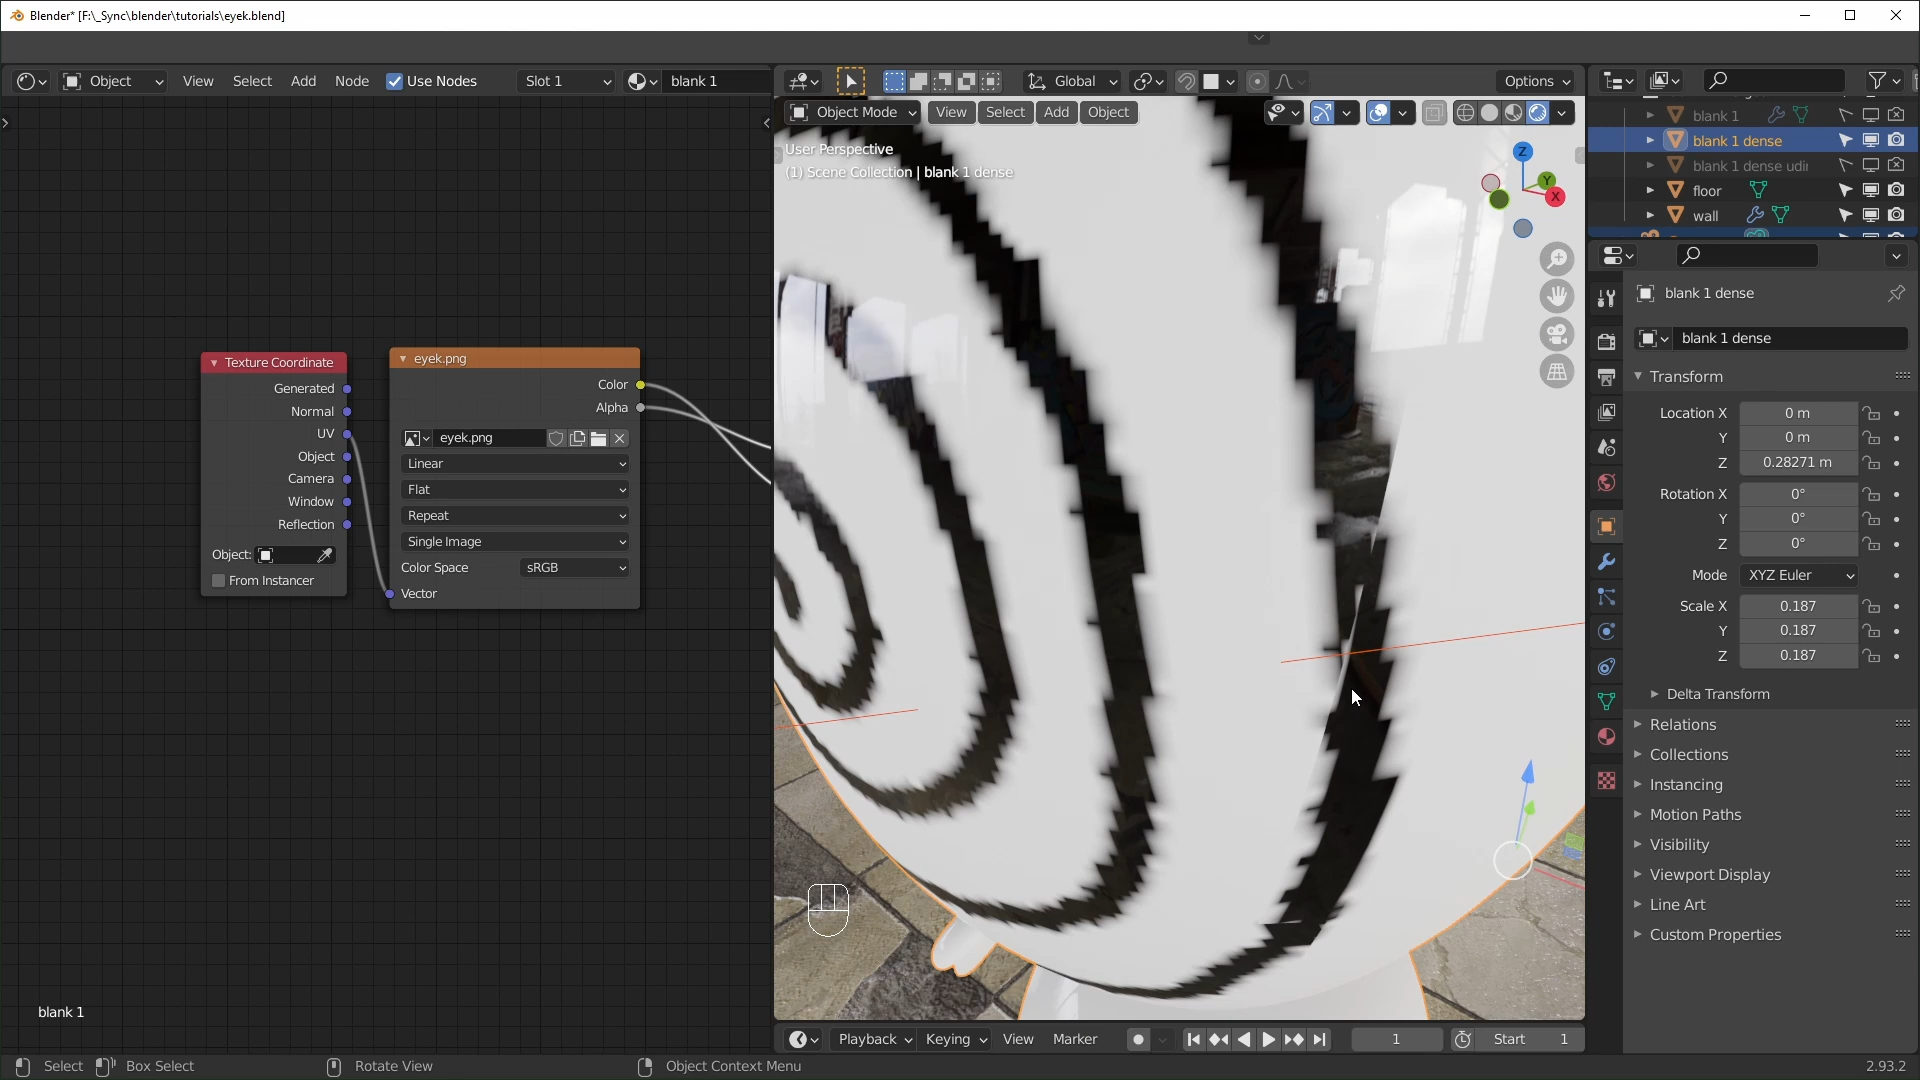 Blender* [F:\_Sync\blender\tutorials\eyek.blend]
Object View Select Add Node Use Nodes Slot 1 blank 1
Global Options
Object Mode View Select Add Object
User Perspective
(1) Scene Collection | blank 1 dense
Z
Y
X
Texture Coordinate
Generated
Normal
UV
Object
Camera
Window
Reflection
Object:
From Instancer
eyek.png
Color
Alpha
eyek.png
Linear
Flat
Repeat
Single Image
Color Space sRGB
Vector
blank 1
blank 1
blank 1 dense
blank 1 dense udir
floor
wall
blank 1 dense
blank 1 dense
Transform
Location X 0 m
Y 0 m
Z 0.28271 m
Rotation X 0°
Y 0°
Z 0°
Mode XYZ Euler
Scale X 0.187
Y 0.187
Z 0.187
Delta Transform
Relations
Collections
Instancing
Motion Paths
Visibility
Viewport Display
Line Art
Custom Properties
Playback Keying View Marker 1 Start 1
Select Box Select Rotate View Object Context Menu 2.93.2